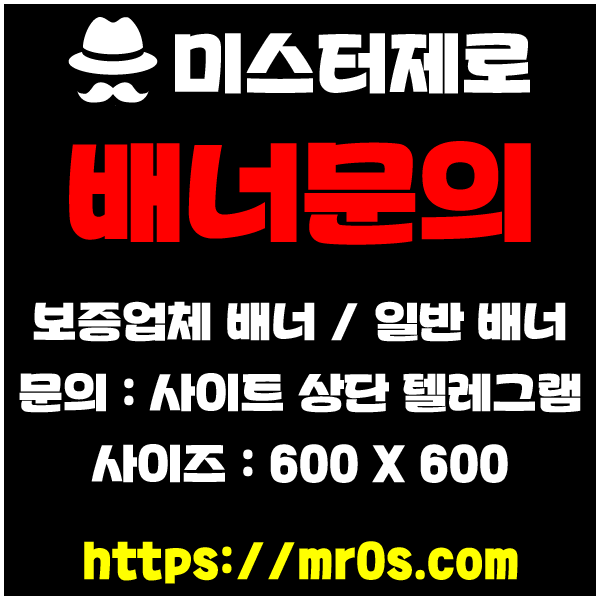 미스터제로
배너문의
보증업체 배너 / 일반 배너
문의 : 사이트 상단 텔레그램
사이즈 : 600 X 600
https://mr0s.com